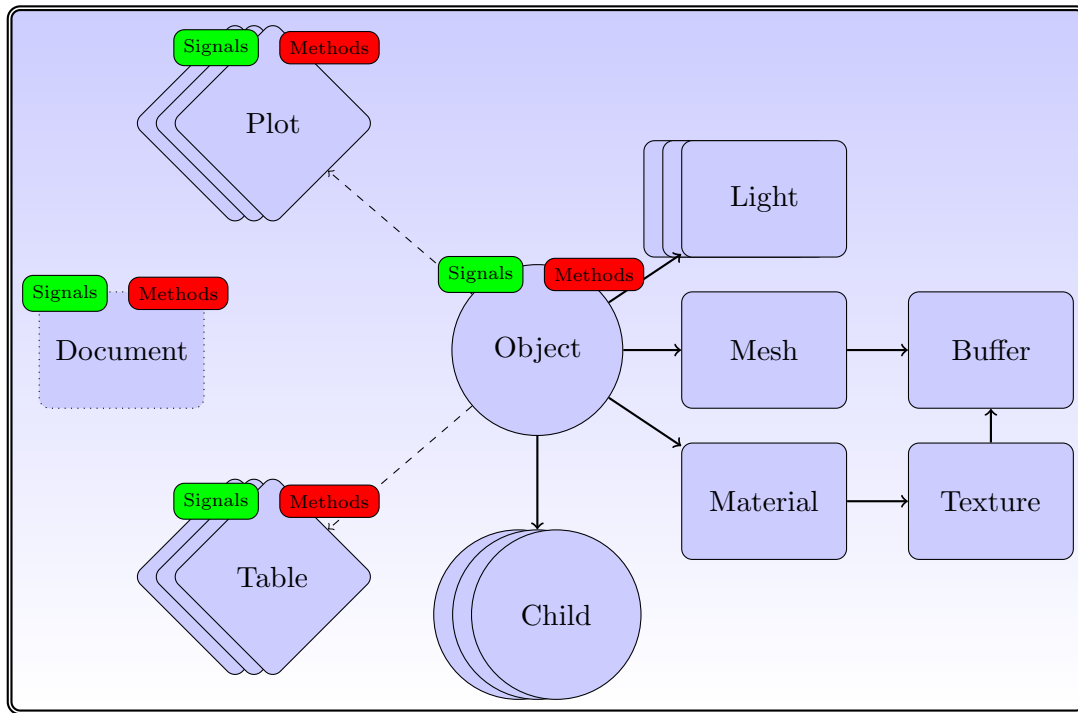 Signals
Methods
Plot
Light
Signals
Methods
Object
Signals
Methods
Document
Mesh
Buffer
Signals
Methods
Table
Material
Texture
Child